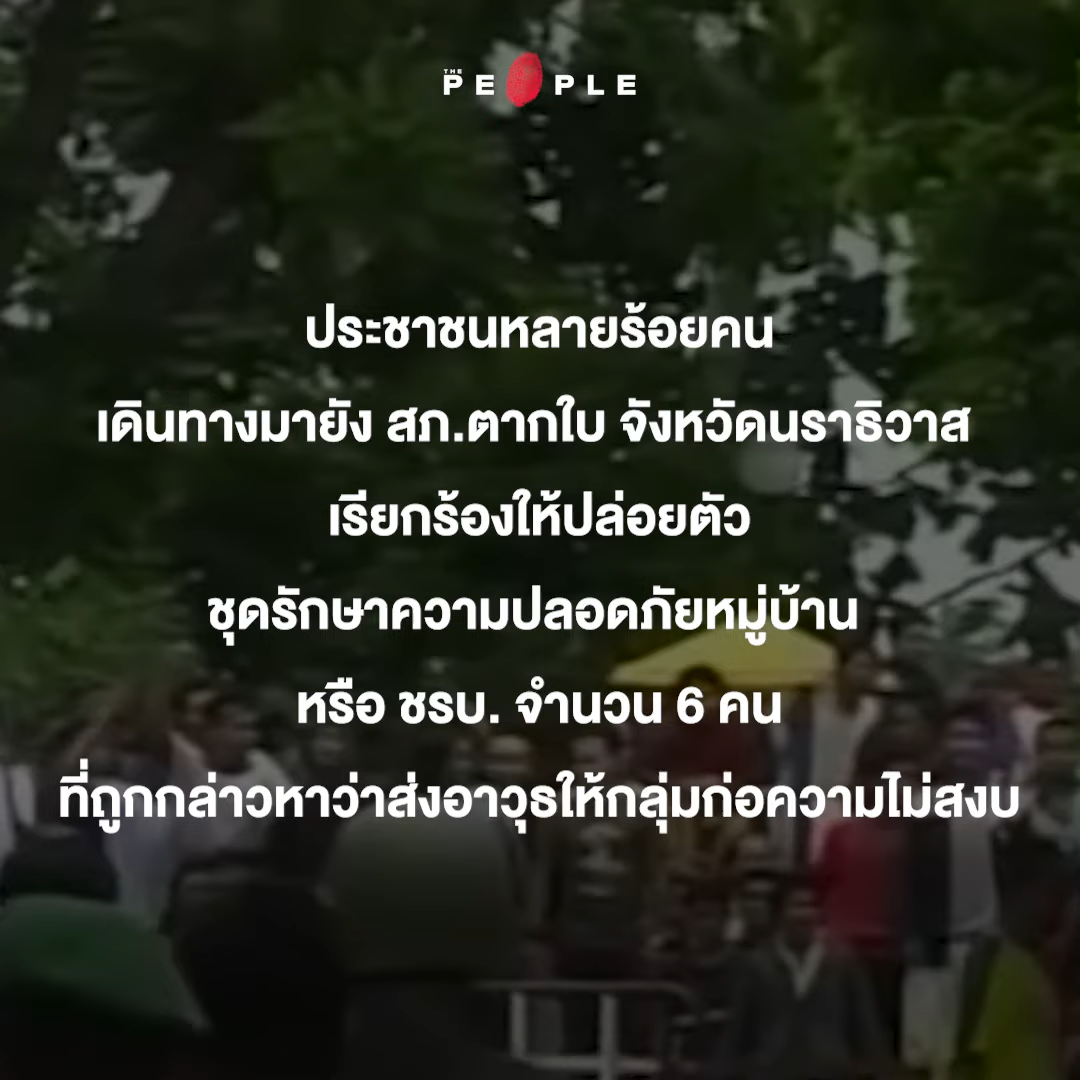 THE PEOPLE
ประชาชนหลายร้อยคน
เดินทางมายัง สภ.ตากใบ จังหวัดนราธิวาส
เรียกร้องให้ปล่อยตัว
ชุดรักษาความปลอดภัยหมู่บ้าน
หรือ ชรบ. จำนวน 6 คน
ที่ถูกกล่าวหาว่าส่งอาวุธให้กลุ่มก่อความไม่สงบ